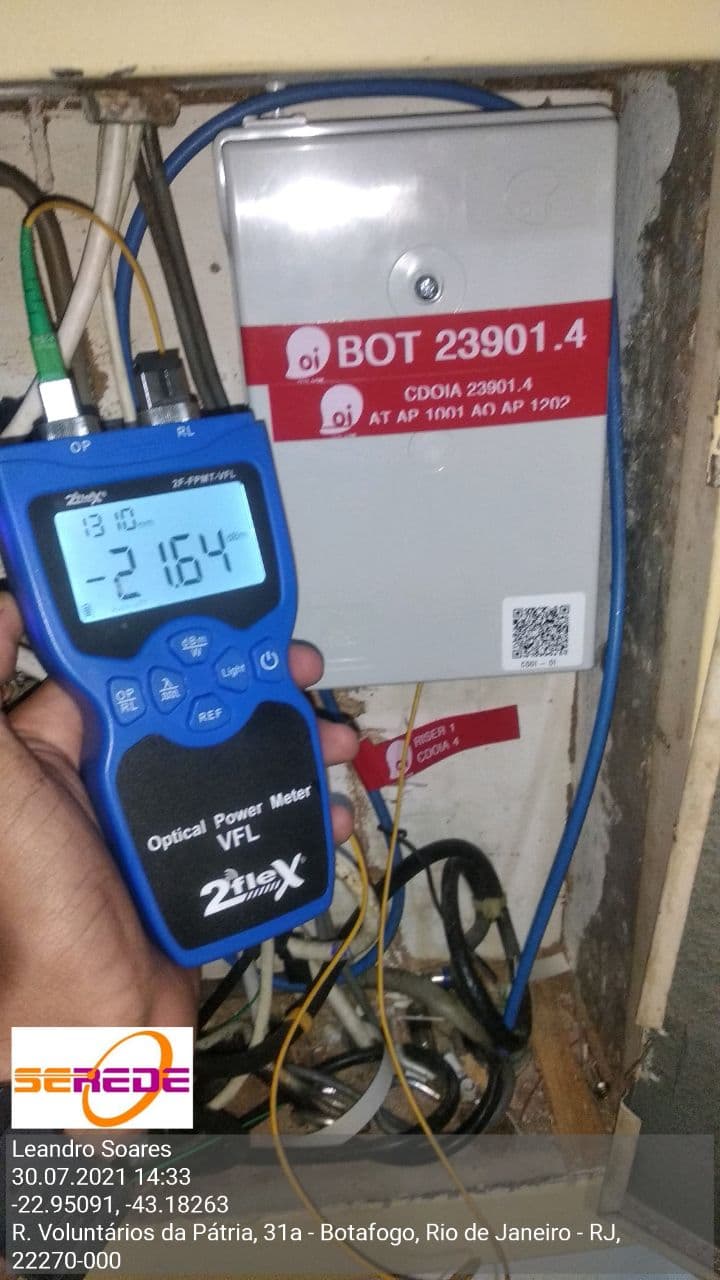 oi BOT 23901.4
oi CDOIA 23901.4
AT AP 1001 AO AP 1202
OP
RL
2flex
2F-FPMT-VFL
1310nm
-21.64 dBm
dBm
W
OP
RL
λ
Light
REF
Optical Power Meter
VFL
2flex
RISER 1
CDOIA 4
SEREDE
Leandro Soares
30.07.2021 14:33
-22.95091, -43.18263
R. Voluntários da Pátria, 31a - Botafogo, Rio de Janeiro - RJ,
22270-000